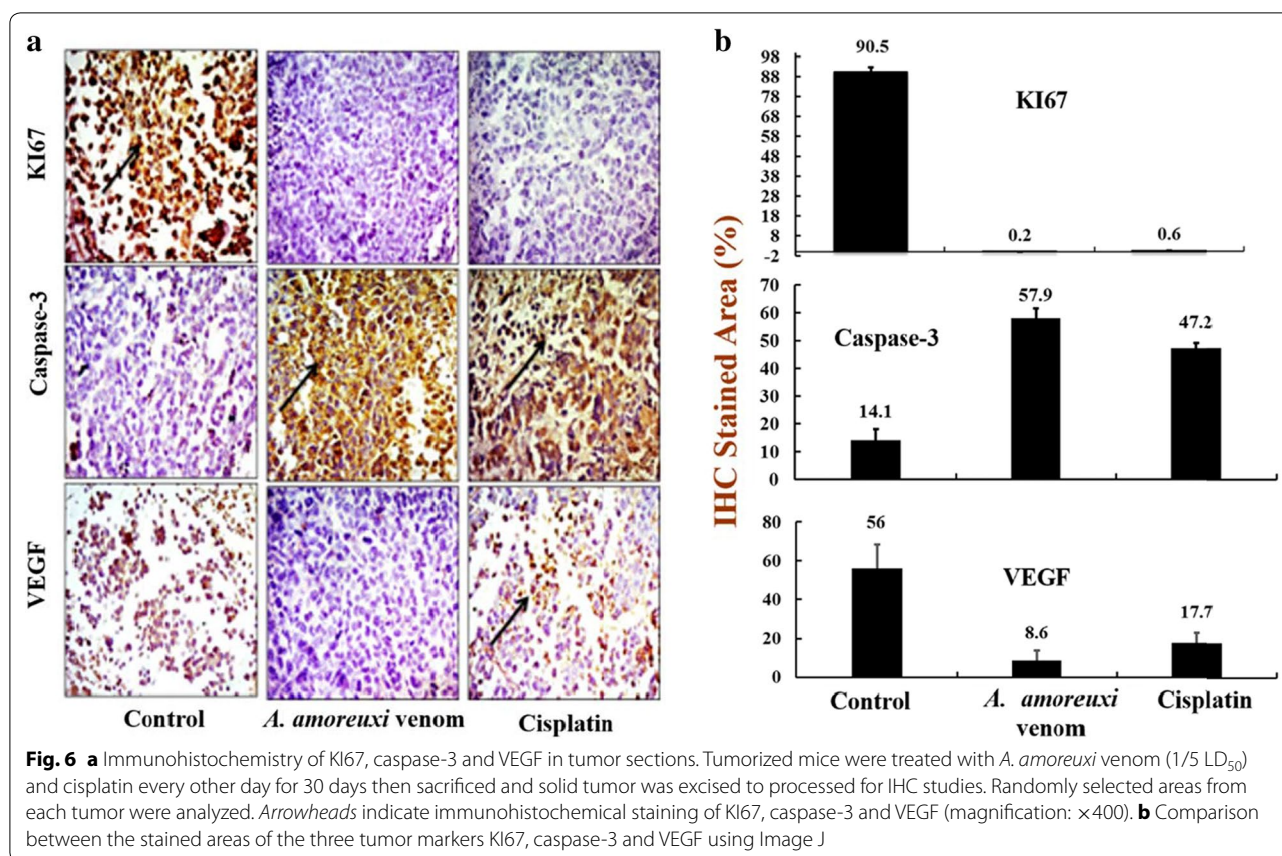 a
KI67
Caspase-3
VEGF
Control
A. amoreuxi venom
Cisplatin
b
IHC Stained Area (%)
98
88
78
68
58
48
38
28
18
8
-2
90.5
KI67
0.2
0.6
70
60
50
40
30
20
10
0
Caspase-3
14.1
57.9
47.2
80
60
40
20
0
56
VEGF
8.6
17.7
Control
A. amoreuxi
venom
Cisplatin
Fig. 6 a Immunohistochemistry of KI67, caspase-3 and VEGF in tumor sections. Tumorized mice were treated with A. amoreuxi venom (1/5 LD50)
and cisplatin every other day for 30 days then sacrificed and solid tumor was excised to processed for IHC studies. Randomly selected areas from
each tumor were analyzed. Arrowheads indicate immunohistochemical staining of KI67, caspase-3 and VEGF (magnification: ×400). b Comparison
between the stained areas of the three tumor markers KI67, caspase-3 and VEGF using Image J